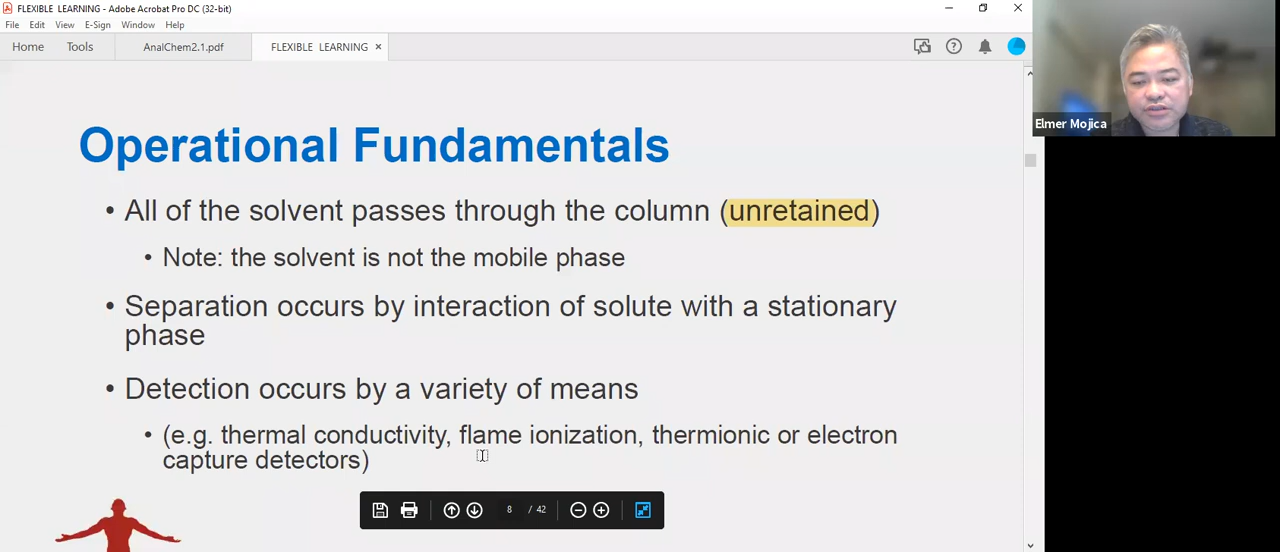 FLEXIBLE LEARNING - Adobe Acrobat Pro DC (32-bit)
File Edit View E-Sign Window Help
Home Tools AnalChem2.1.pdf FLEXIBLE LEARNING ×
Elmer Mojica
Operational Fundamentals
• All of the solvent passes through the column (unretained)
• Note: the solvent is not the mobile phase
• Separation occurs by interaction of solute with a stationary
phase
• Detection occurs by a variety of means
• (e.g. thermal conductivity, flame ionization, thermionic or electron
capture detectors)
8 / 42